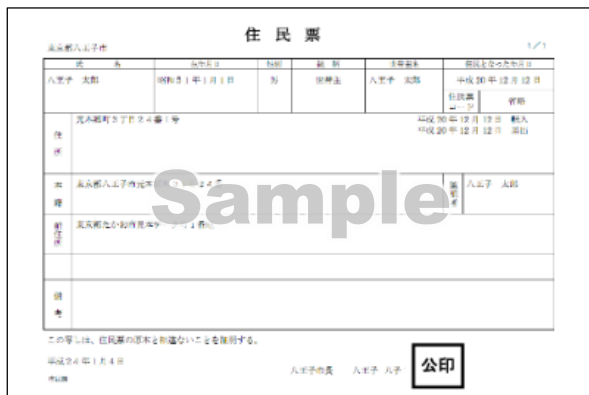 住民票
東京都八王子市
1/1
氏 名 生年月日 性別 続柄 世帯主名 住民となった年月日
八王子 太郎 昭和51年1月1日 男 世帯主 八王子 太郎 平成20年12月12日
住民票コード 省略
住所 元本郷町3丁目24番1号
平成20年12月12日 転入
平成20年12月12日 届出
本籍 東京都八王子市元本 24号
筆頭者 八王子 太郎
前住所 東京都
Sample
備考
この写しは、住民票の原本と相違ないことを証明する。
平成24年1月4日
八王子市長 八王子 八子
公印